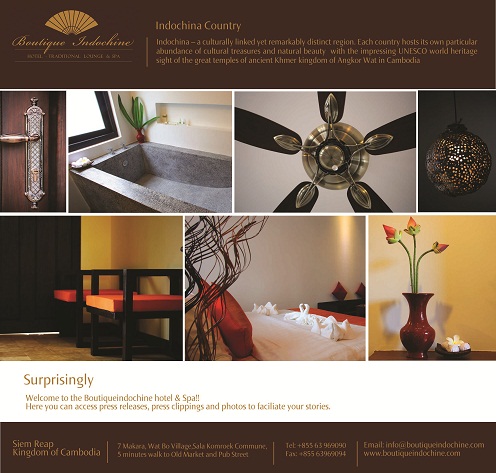 Boutique Indochine
HOTEL · TRADITIONAL LOUNGE & SPA
Indochina Country
Indochina – a culturally linked yet remarkably distinct region. Each country hosts its own particular
abundance of cultural treasures and natural beauty with the impressing UNESCO world heritage
sight of the great temples of ancient Khmer kingdom of Angkor Wat in Cambodia
Surprisingly
Welcome to the Boutiqueindochine hotel & Spa!!
Here you can access press releases, press clippings and photos to faciliate your stories.
Siem Reap
Kingdom of Cambodia
7 Makara, Wat Bo Village,Sala Komroek Commune,
5 minutes walk to Old Market and Pub Street
Tel: +855 63 969090
Fax: +855 63969094
Email: info@boutiqueindochine.com
www.boutiqueindochine.com